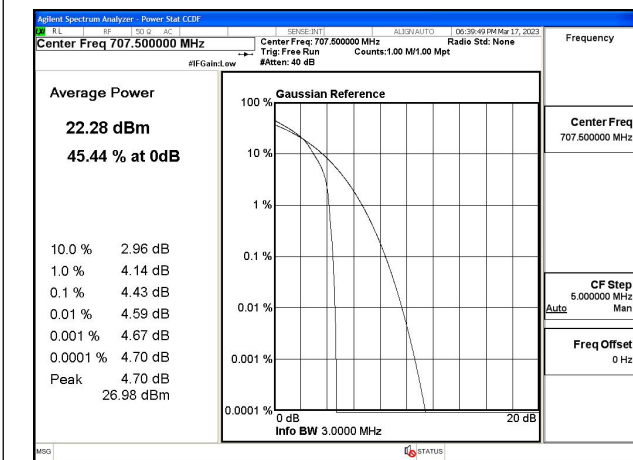 Agilent Spectrum Analyzer - Power Stat CCDF
LXI RL RF 50 Ω AC SENSE:INT ALIGNAUTO 06:39:49 PM Mar 17, 2023
Center Freq 707.500000 MHz
Center Freq: 707.500000 MHz Radio Std: None
Trig: Free Run Counts:1.00 M/1.00 Mpt
#IFGain:Low #Atten: 40 dB
Frequency
Average Power
22.28 dBm
45.44 % at 0dB
10.0 % 2.96 dB
1.0 % 4.14 dB
0.1 % 4.43 dB
0.01 % 4.59 dB
0.001 % 4.67 dB
0.0001 % 4.70 dB
Peak 4.70 dB
26.98 dBm
Gaussian Reference
100 %
10 %
1 %
0.1 %
0.01 %
0.001 %
0.0001 %
0 dB 20 dB
Info BW 3.0000 MHz
Center Freq
707.500000 MHz
CF Step
5.000000 MHz
Auto Man
Freq Offset
0 Hz
MSG STATUS